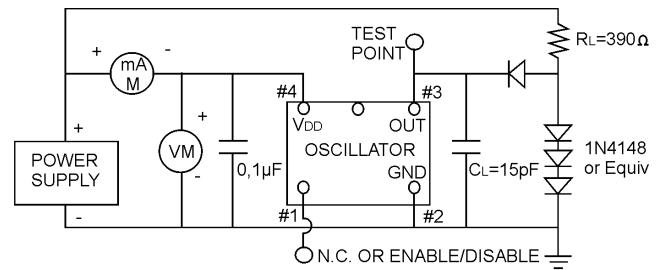 TEST
POINT
RL=390Ω
+
-
mA
M
#4
#3
+
VDD
OUT
+
OSCILLATOR
1N4148
or Equiv
POWER
SUPPLY
VM
0,1µF
GND
CL=15pF
-
-
#1
#2
N.C. OR ENABLE/DISABLE